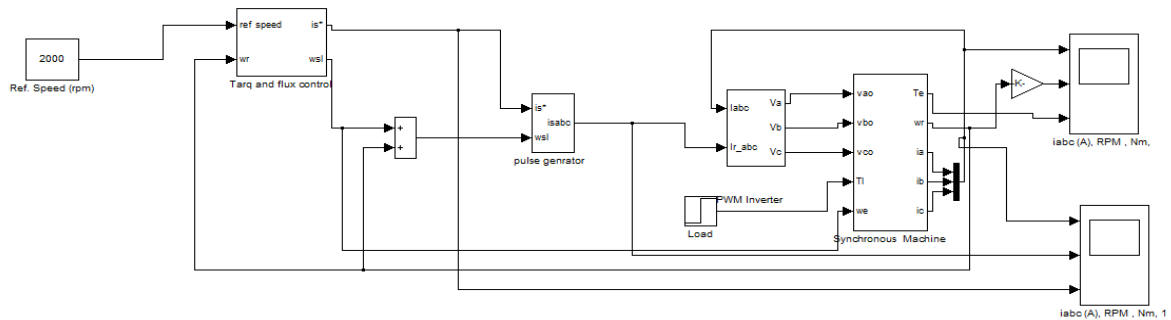 2000
Ref. Speed (rpm)
ref speed
is*
wr
wsl
Tarq and flux control
+
+
is*
isabc
wsl
pulse genrator
Iabc
Va
Vb
Ir_abc
Vc
PWM Inverter
Load
vao
Te
vbo
wr
vco
ia
Tl
ib
we
ic
Synchronous Machine
-K-
iabc (A), RPM , Nm,
iabc (A), RPM , Nm, 1